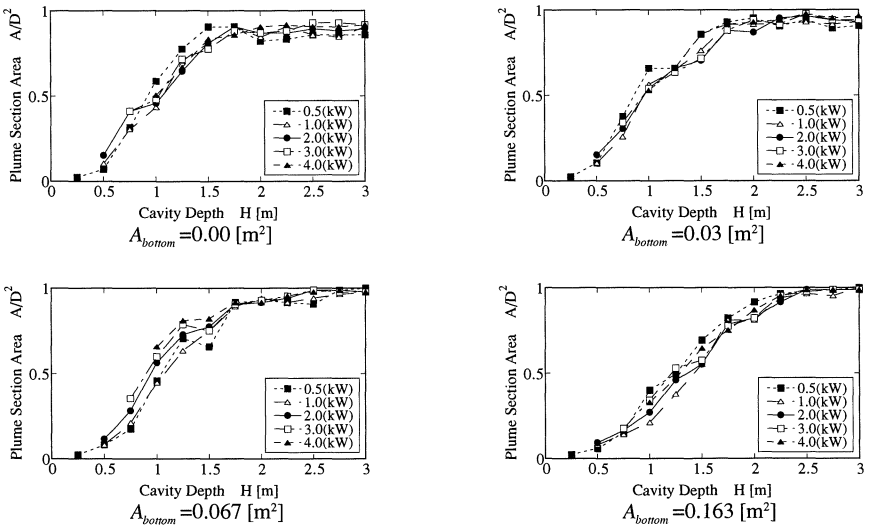 Plume Section Area A/D²
1
0.5
0
0.5(kW)
1.0(kW)
2.0(kW)
3.0(kW)
4.0(kW)
0 0.5 1 1.5 2 2.5 3
Cavity Depth H [m]
A_bottom =0.00 [m²]
Plume Section Area A/D²
1
0.5
0
0.5(kW)
1.0(kW)
2.0(kW)
3.0(kW)
4.0(kW)
0 0.5 1 1.5 2 2.5 3
Cavity Depth H [m]
A_bottom =0.03 [m²]
Plume Section Area A/D²
1
0.5
0
0.5(kW)
1.0(kW)
2.0(kW)
3.0(kW)
4.0(kW)
0 0.5 1 1.5 2 2.5 3
Cavity Depth H [m]
A_bottom =0.067 [m²]
Plume Section Area A/D²
1
0.5
0
0.5(kW)
1.0(kW)
2.0(kW)
3.0(kW)
4.0(kW)
0 0.5 1 1.5 2 2.5 3
Cavity Depth H [m]
A_bottom =0.163 [m²]